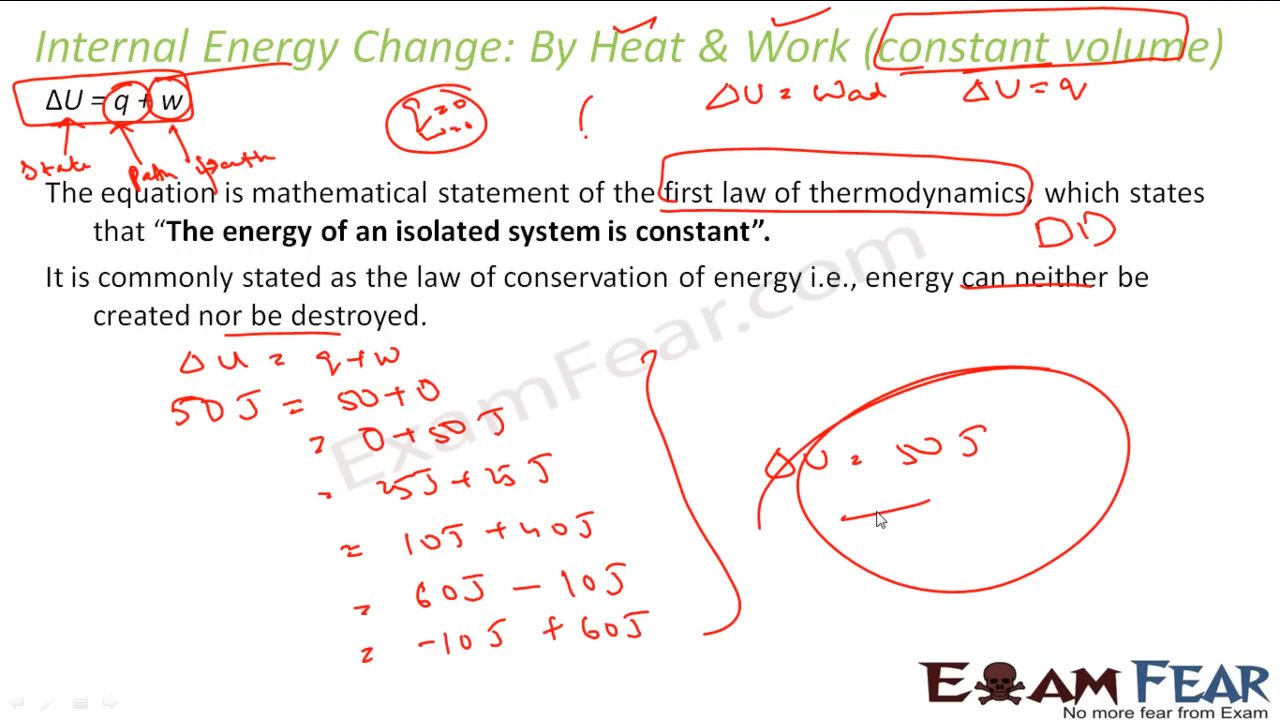 Internal Energy Change: By Heat & Work (constant volume)
ΔU = q + w
q=0
w=0
(
ΔU = wad
ΔU = q
State
Path
path
The equation is mathematical statement of the first law of thermodynamics, which states
that “The energy of an isolated system is constant”.
It is commonly stated as the law of conservation of energy i.e., energy can neither be
created nor be destroyed.
ΔU = q+w
50J = 50+0
= 0+50J
= 25J+25J
= 10J+40J
= 60J - 10J
= -10J + 60J
ΔU = 50J
ExamFear.com
EXAM FEAR
No more fear from Exam